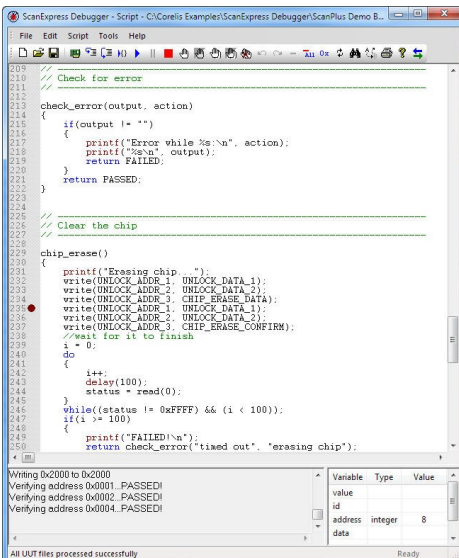 ScanExpress Debugger - Script - C:\Corelis Examples\ScanExpress Debugger\ScanPlus Demo B...
File Edit Script Tools Help
209 // 
210 // Check for error
211 // 
212
213 check_error(output, action)
214 {
215 if(output != "")
216 {
217 printf("Error while %s:\n", action);
218 printf("%s\n", output);
219 return FAILED;
220 }
221 return PASSED;
222 }
223
224
225 // 
226 // Clear the chip
227 // 
228
229 chip_erase()
230 {
231 printf("Erasing chip...");
232 write(UNLOCK_ADDR_1, UNLOCK_DATA_1);
233 write(UNLOCK_ADDR_2, UNLOCK_DATA_2);
234 write(UNLOCK_ADDR_3, CHIP_ERASE_DATA);
235 write(UNLOCK_ADDR_1, UNLOCK_DATA_1);
236 write(UNLOCK_ADDR_2, UNLOCK_DATA_2);
237 write(UNLOCK_ADDR_3, CHIP_ERASE_CONFIRM);
238 //wait for it to finish
239 i = 0;
240 do
241 {
242 i++;
243 delay(100);
244 status = read(0);
245 }
246 while((status != 0xFFFF) && (i < 100));
247 if(i >= 100)
248 {
249 printf("FAILED!\n");
250 return check_error("timed out", "erasing chip");
Writing 0x2000 to 0x2000
Verifying address 0x0001...PASSED!
Verifying address 0x0002...PASSED!
Verifying address 0x0004...PASSED!
Variable Type Value
value
id
address integer 8
data
All UUT files processed successfully
Ready